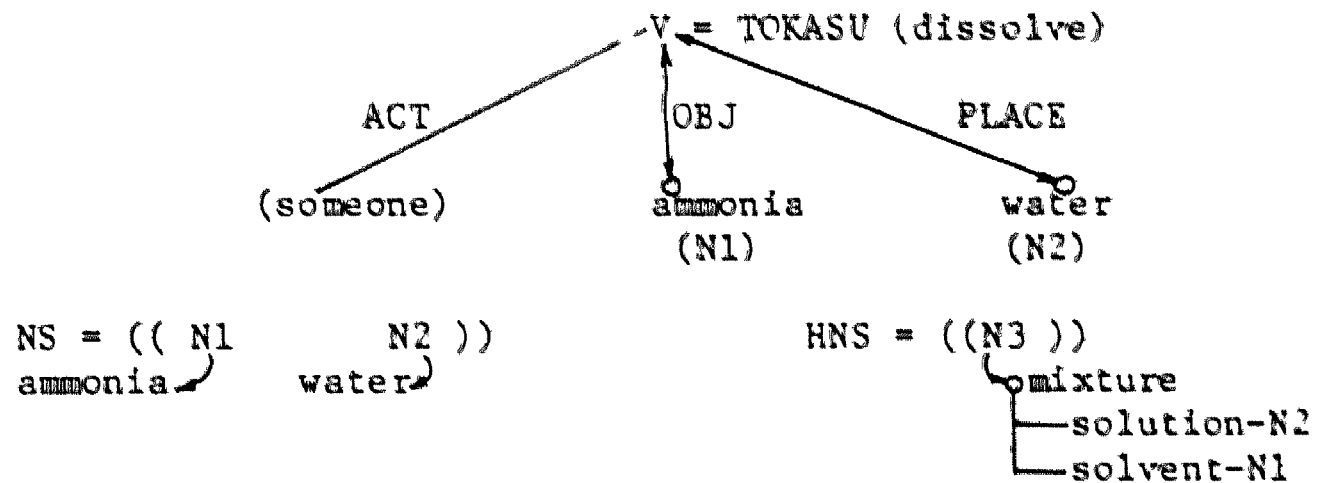 V = TOKASU (dissolve)
ACT OBJ PLACE
(someone) ammonia water
(N1) (N2)
NS = (( N1 N2 )) HNS = ((N3 ))
ammonia water mixture
solution-N2
solvent-N1